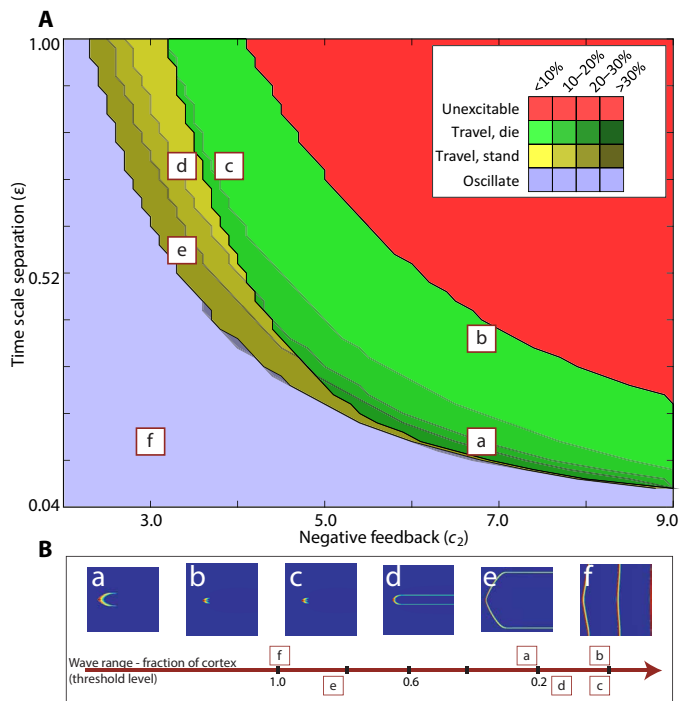 A
1.00
0.52
0.04
Time scale separation (ε)
<10%
10–20%
20–30%
>30%
Unexcitable
Travel, die
Travel, stand
Oscillate
d
c
e
b
f
a
3.0
5.0
7.0
9.0
Negative feedback (c2)
B
a
b
c
d
e
f
Wave range - fraction of cortex
(threshold level)
f
a
b
1.0
0.6
0.2
e
d
c